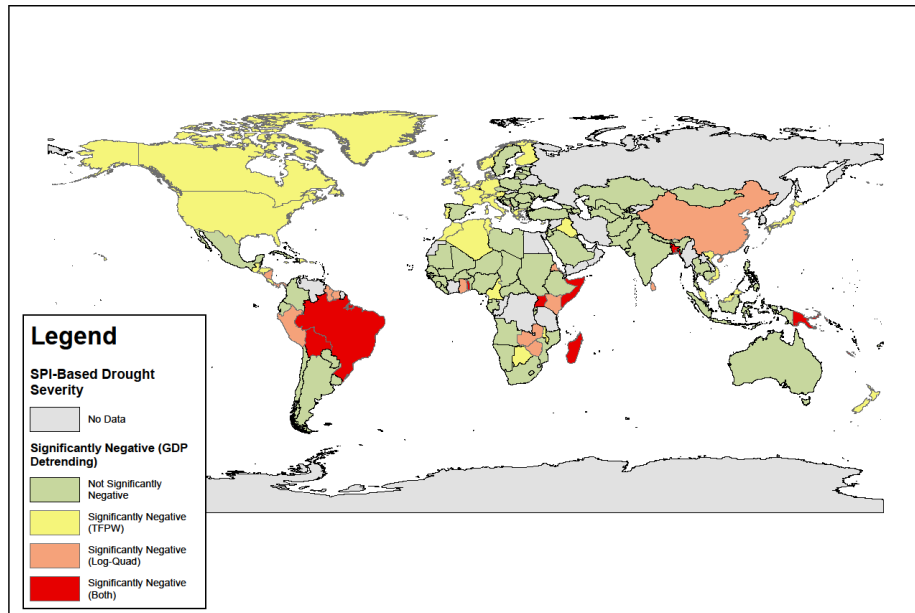 Legend
SPI-Based Drought
Severity
No Data
Significantly Negative (GDP
Detrending)
Not Significantly
Negative
Significantly Negative
(TFPW)
Significantly Negative
(Log-Quad)
Significantly Negative
(Both)